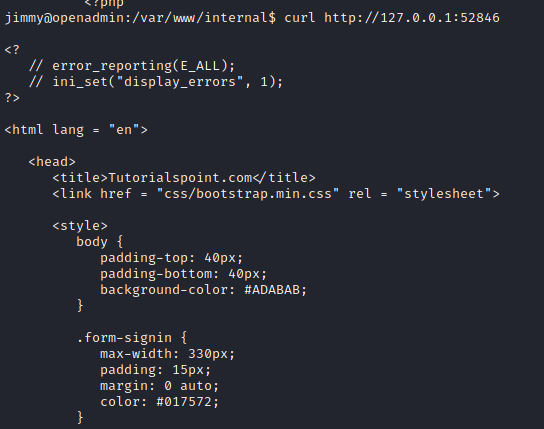 <?php
jimmy@openadmin:/var/www/internal$ curl http://127.0.0.1:52846
<?
// error_reporting(E_ALL);
// ini_set("display_errors", 1);
?>
<html lang = "en">
<head>
<title>Tutorialspoint.com</title>
<link href = "css/bootstrap.min.css" rel = "stylesheet">
<style>
body {
padding-top: 40px;
padding-bottom: 40px;
background-color: #ADABAB;
}
.form-signin {
max-width: 330px;
padding: 15px;
margin: 0 auto;
color: #017572;
}